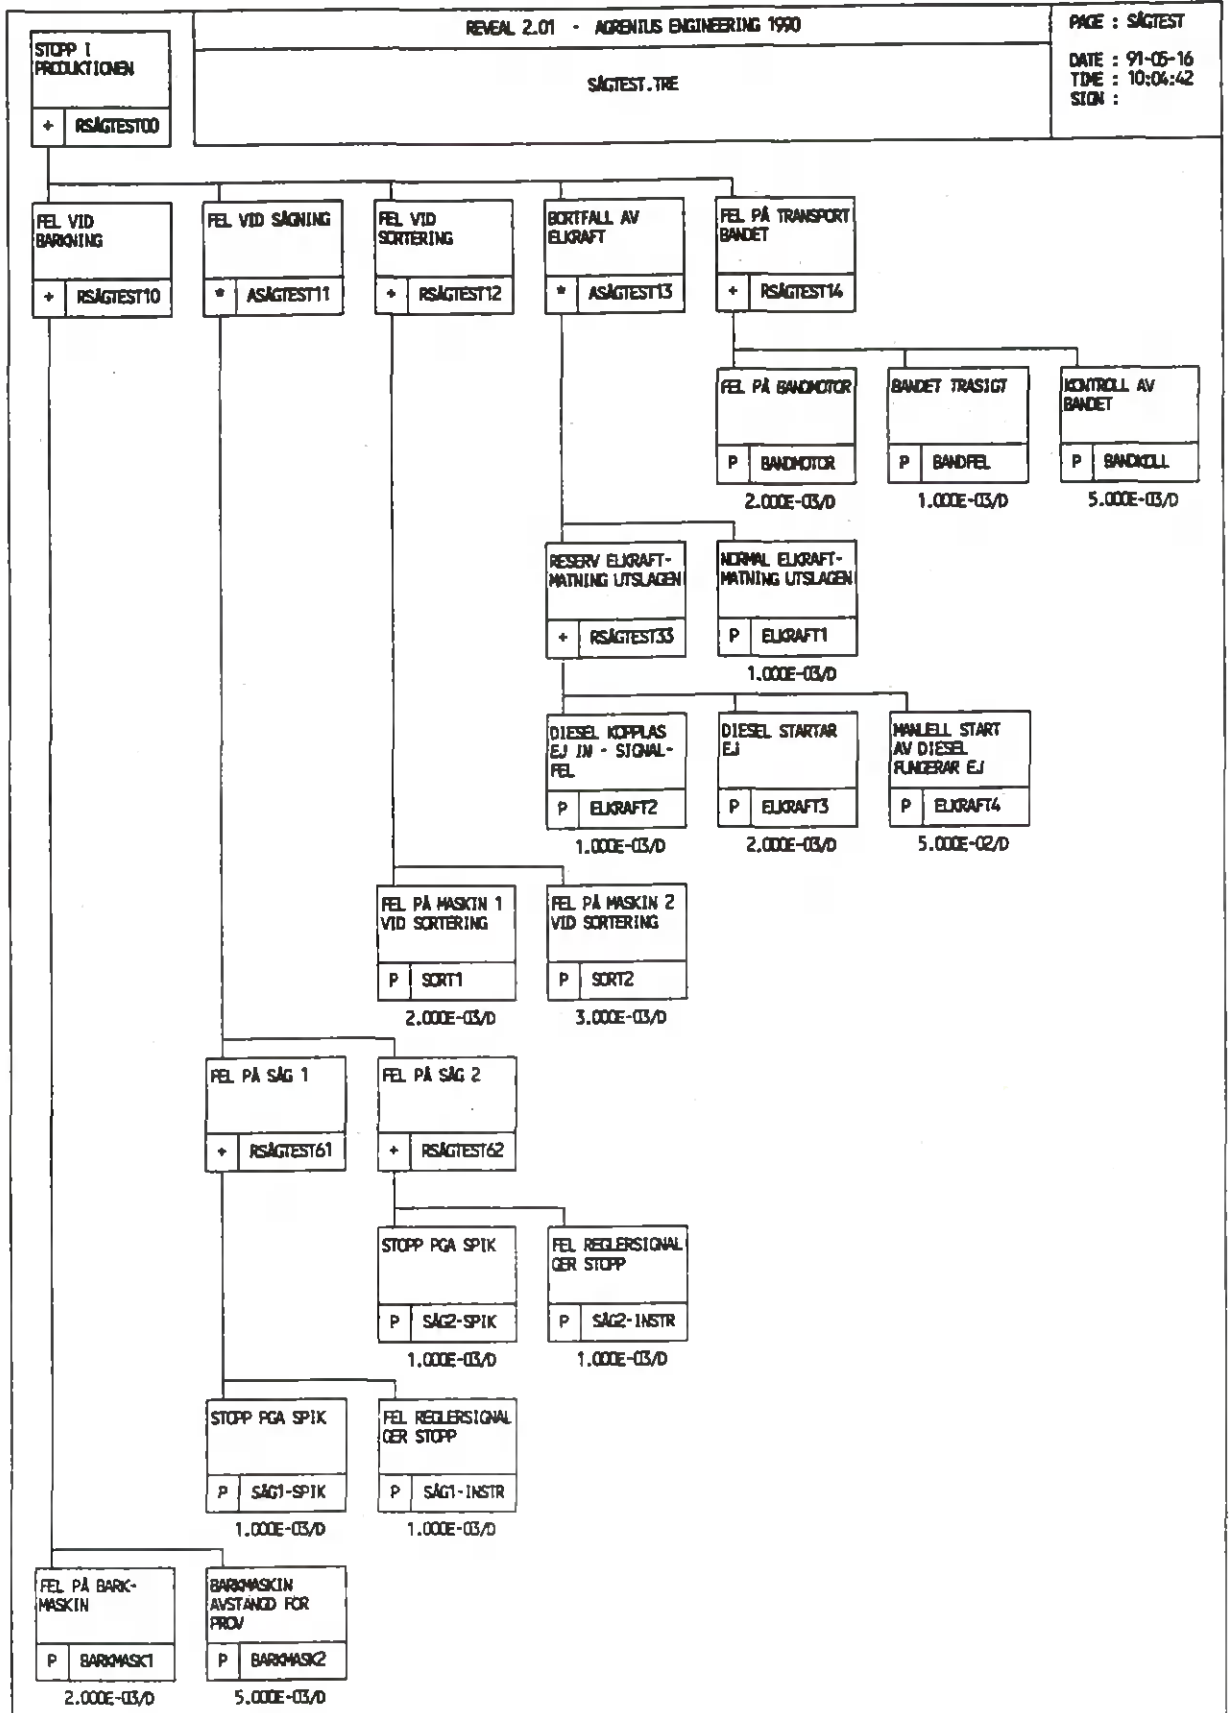 STOPP I
PRODUKTIONEN
+ RSÅGTEST00
REVEAL 2.01 - AGRENIUS ENGINEERING 1990
SÅGTEST.TRE
PAGE : SÅGTEST
DATE : 91-05-16
TIME : 10:04:42
SIGN :
FEL VID
BARKNING
+ RSÅGTEST10
FEL VID SÅGNING
* ASÅGTEST11
FEL VID
SORTERING
+ RSÅGTEST12
BORTFALL AV
ELKRAFT
* ASÅGTEST13
FEL PÅ TRANSPORT
BANDET
+ RSÅGTEST14
FEL PÅ BANDMOTOR
P BANDMOTOR
2.000E-03/D
BANDET TRASIGT
P BANDFEL
1.000E-03/D
KONTROLL AV
BANDET
P BANDKOLL
5.000E-03/D
RESERV ELKRAFT-
MATNING UTSLAGEN
+ RSÅGTEST33
NORMAL ELKRAFT-
MATNING UTSLAGEN
P ELKRAFT1
1.000E-03/D
DIESEL KOPPLAS
EJ IN - SIGNAL-
FEL
P ELKRAFT2
1.000E-03/D
DIESEL STARTAR
EJ
P ELKRAFT3
2.000E-03/D
MANUELL START
AV DIESEL
FUNGERAR EJ
P ELKRAFT4
5.000E-02/D
FEL PÅ MASKIN 1
VID SORTERING
P SORT1
2.000E-03/D
FEL PÅ MASKIN 2
VID SORTERING
P SORT2
3.000E-03/D
FEL PÅ SÅG 1
+ RSÅGTEST61
FEL PÅ SÅG 2
+ RSÅGTEST62
STOPP PGA SPIK
P SÅG2-SPIK
1.000E-03/D
FEL REGLERSIGNAL
GER STOPP
P SÅG2-INSTR
1.000E-03/D
STOPP PGA SPIK
P SÅG1-SPIK
1.000E-03/D
FEL REGLERSIGNAL
GER STOPP
P SÅG1-INSTR
1.000E-03/D
FEL PÅ BARK-
MASKIN
P BARKMASK1
2.000E-03/D
BARKMASKIN
AVSTÄNGD FÖR
PROV
P BARKMASK2
5.000E-03/D